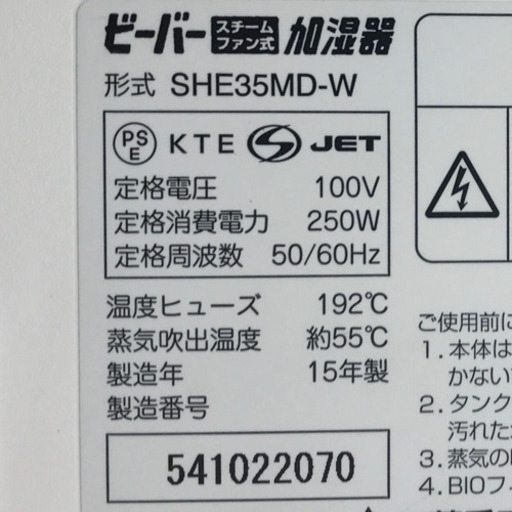 ビーバー スチームファン式 加湿器
形式 SHE35MD-W
PSE KTE S JET
定格電圧 100V
定格消費電力 250W
定格周波数 50/60Hz
温度ヒューズ 192℃
蒸気吹出温度 約55℃
製造年 15年製
製造番号
541022070
ご使用前に
1. 本体は
かない
2. タンク
汚れた
3. 蒸気の
4. BIOフ